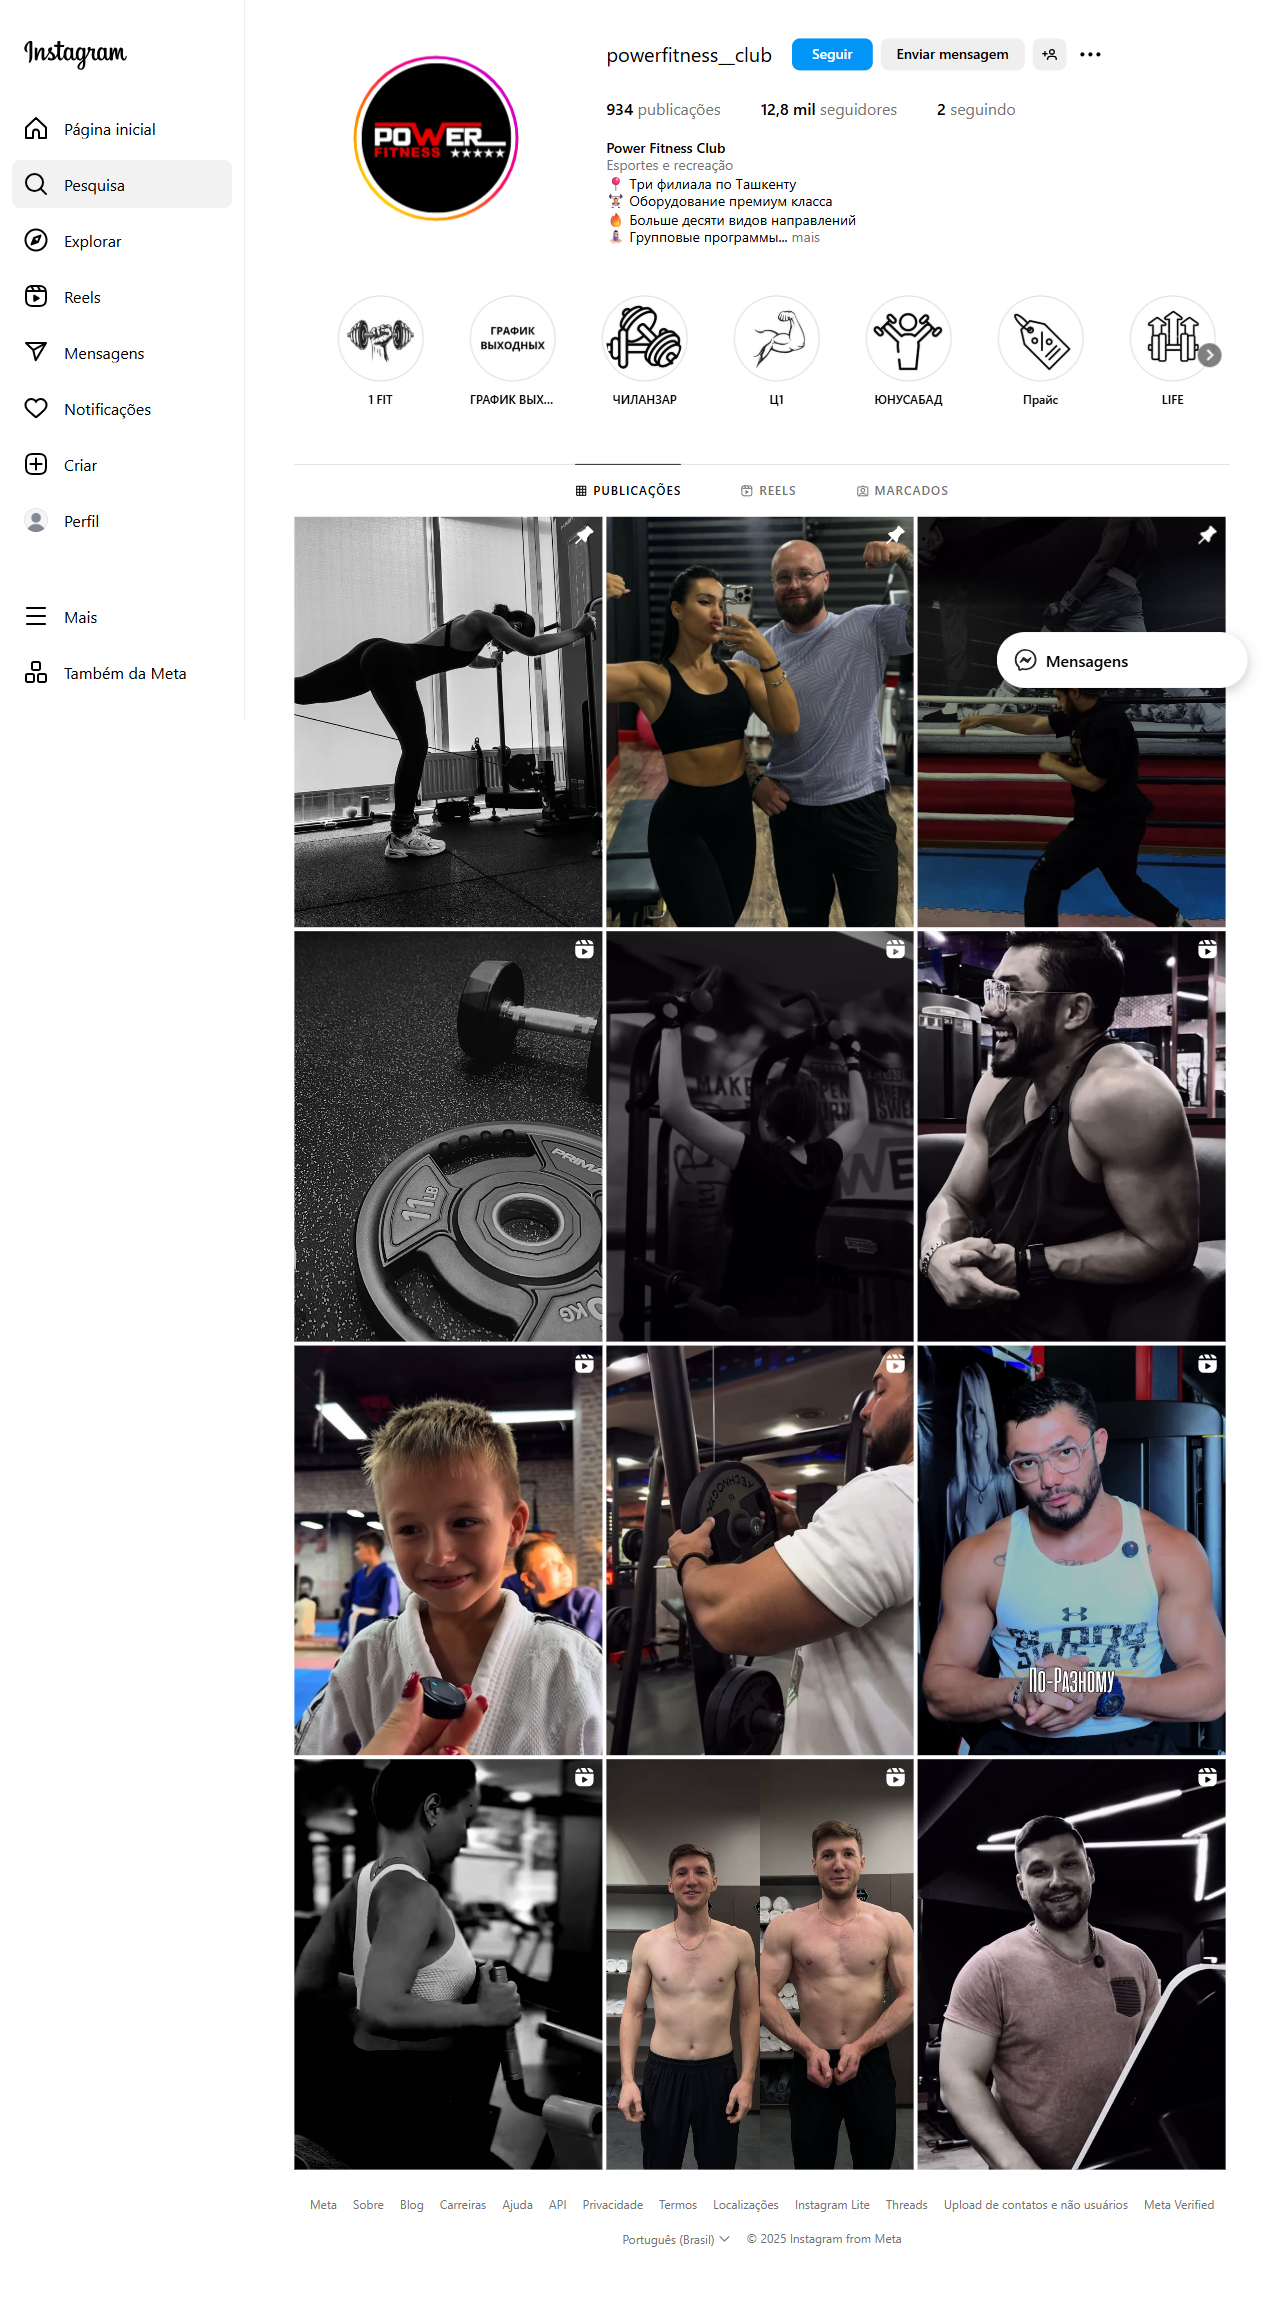 Instagram
Página inicial
Pesquisa
Explorar
Reels
Mensagens
Notificações
Criar
Perfil
Mais
Também da Meta
POWER
FITNESS
powerfitness__club
Seguir
Enviar mensagem
934 publicações
12,8 mil seguidores
2 seguindo
Power Fitness Club
Esportes e recreação
Три филиала по Ташкенту
Оборудование премиум класса
Больше десяти видов направлений
Групповые программы... mais
ГРАФИК
ВЫХОДНЫХ
1 FIT
ГРАФИК ВЫХ...
ЧИЛАНЗАР
Ц1
ЮНУСАБАД
Прайс
LIFE
PUBLICAÇÕES
REELS
MARCADOS
Mensagens
PRIMA
11LB
KG
MAKE
TECHNOGYM
SWEAT
По-Разному
Meta
Sobre
Blog
Carreiras
Ajuda
API
Privacidade
Termos
Localizações
Instagram Lite
Threads
Upload de contatos e não usuários
Meta Verified
Português (Brasil)
© 2025 Instagram from Meta